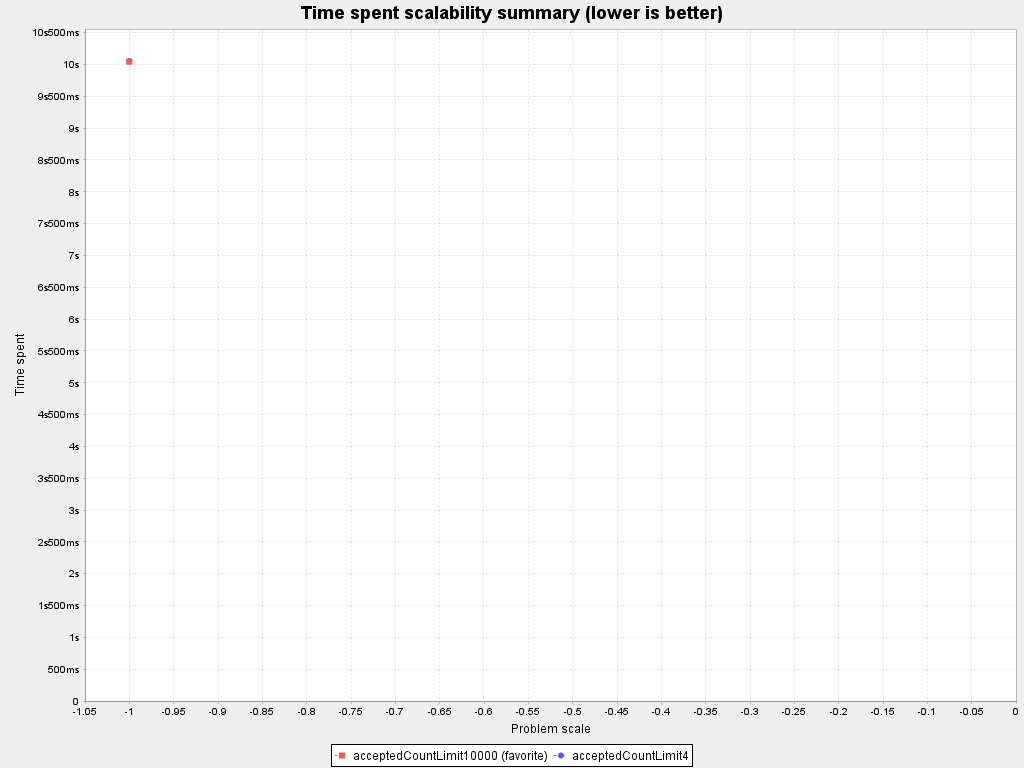 Time spent scalability summary (lower is better)
10s500ms
10s
9s500ms
9s
8s500ms
8s
7s500ms
7s
6s500ms
6s
5s500ms
5s
4s500ms
4s
3s500ms
3s
2s500ms
2s
1s500ms
1s
500ms
0
Time spent
-1.05 -1 -0.95 -0.9 -0.85 -0.8 -0.75 -0.7 -0.65 -0.6 -0.55 -0.5 -0.45 -0.4 -0.35 -0.3 -0.25 -0.2 -0.15 -0.1 -0.05 0
Problem scale
acceptedCountLimit10000 (favorite) acceptedCountLimit4